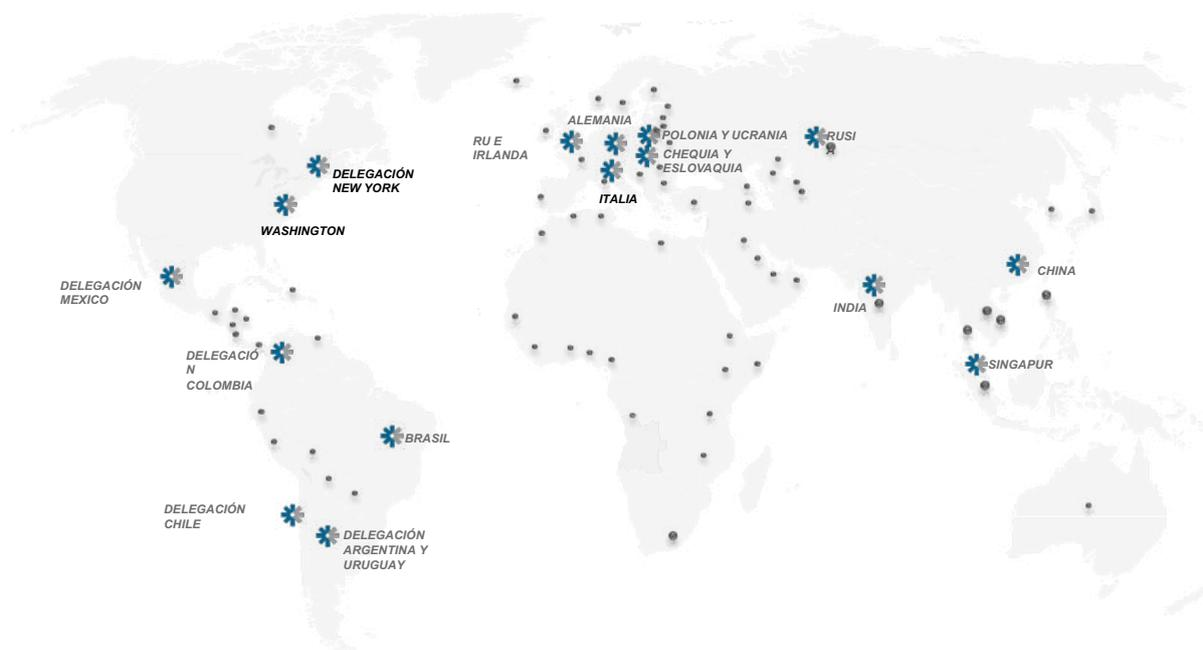 ALEMANIA
RU E
IRLANDA
POLONIA Y UCRANIA
RUSI
CHEQUIA Y
ESLOVAQUIA
DELEGACIÓN
NEW YORK
ITALIA
WASHINGTON
DELEGACIÓN
MEXICO
CHINA
INDIA
DELEGACIÓ
N
COLOMBIA
SINGAPUR
BRASIL
DELEGACIÓN
CHILE
DELEGACIÓN
ARGENTINA Y
URUGUAY